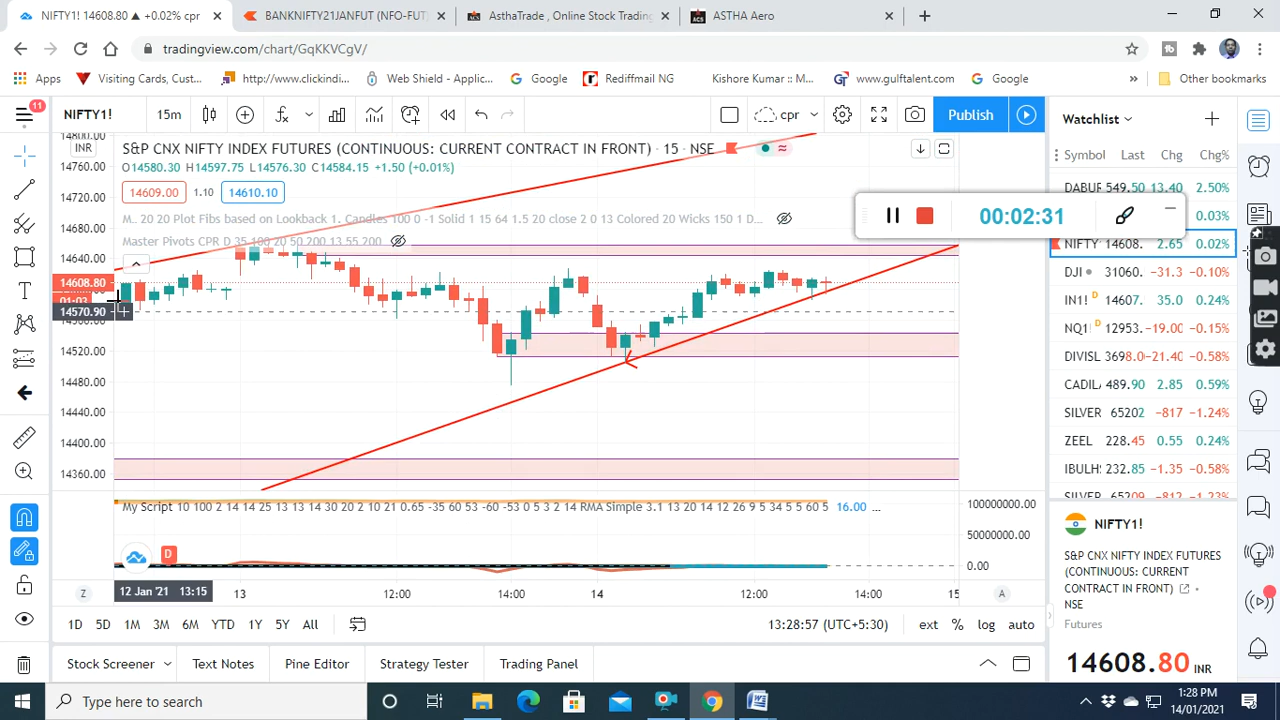 NIFTY1! 14608.80 ▲ +0.02% cpr
BANKNIFTY21JANFUT (NFO-FUT)
AsthaTrade , Online Stock Trading
ASTHA Aero
tradingview.com/chart/GqKKVCgV/
Apps
Visiting Cards, Cust...
http://www.clickindi...
Web Shield - Applic...
Google
Rediffmail NG
Kishore Kumar :: M...
www.gulftalent.com
Google
»
Other bookmarks
11
NIFTY1!
15m
cpr
Publish
Watchlist
14800.00
INR
S&P CNX NIFTY INDEX FUTURES (CONTINUOUS: CURRENT CONTRACT IN FRONT) · 15 · NSE
O14580.30 H14597.75 L14576.30 C14584.15 +1.50 (+0.01%)
14609.00 1.10 14610.10
M.. 20 20 Plot Fibs based on Lookback 1. Candles 100 0 -1 Solid 1 15 64 1.5 20 close 2 0 13 Colored 20 Wicks 150 1 D...
Master Pivots CPR D 35 100 20 50 200 13 55 200
14760.00
14720.00
14680.00
14640.00
14608.80
01:03
14570.90
14520.00
14480.00
14440.00
14400.00
14360.00
00:02:31
Symbol Last Chg Chg%
DABUR 549.50 13.40 2.50%
0.03%
NIFTY 14608. 2.65 0.02%
DJI 31060. -31.3 -0.10%
IN1! D 14607. 35.0 0.24%
NQ1 D 12953. -19.00 -0.15%
DIVISL 3698.0 -21.40 -0.58%
CADIL 489.90 2.85 0.59%
SILVER 65202 -817 -1.24%
ZEEL 228.45 0.55 0.24%
IBULHS 232.85 -1.35 -0.58%
SILVER 65209 -812 -1.23%
My Script 10 100 2 14 14 25 13 13 14 30 20 2 10 21 0.65 -35 60 53 -60 -53 0 5 3 2 14 RMA Simple 3.1 13 20 14 12 26 9 5 34 5 5 60 5 16.00 ...
100000000.00
50000000.00
0.00
D
Z
12 Jan '21 13:15
13
12:00
14:00
14
12:00
14:00
15
A
1D 5D 1M 3M 6M YTD 1Y 5Y All
13:28:57 (UTC+5:30)
ext % log auto
Stock Screener
Text Notes
Pine Editor
Strategy Tester
Trading Panel
NIFTY1!
S&P CNX NIFTY INDEX FUTURES
(CONTINUOUS: CURRENT
CONTRACT IN FRONT) ·
NSE
Futures
14608.80 INR
Type here to search
1:28 PM
14/01/2021